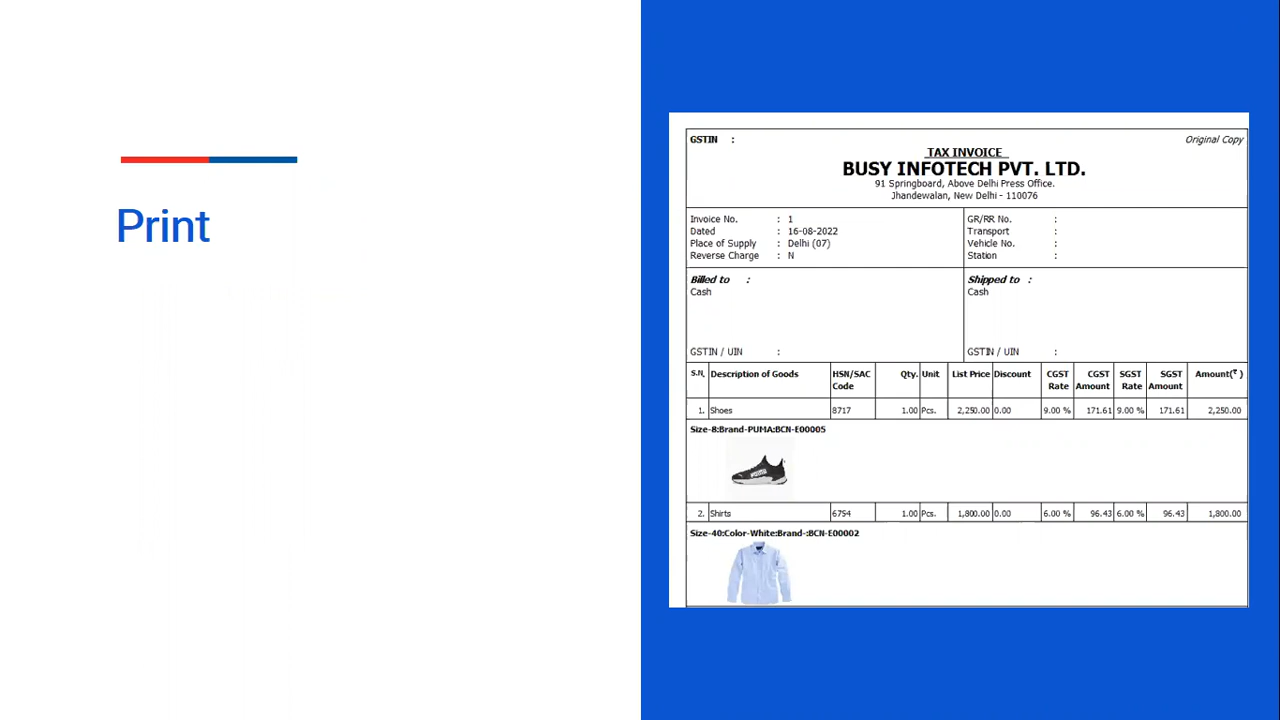 Print
GSTIN : Original Copy
TAX INVOICE
BUSY INFOTECH PVT. LTD.
91 Springboard, Above Delhi Press Office.
Jhandewalan, New Delhi - 110076
Invoice No. : 1 GR/RR No. :
Dated : 16-08-2022 Transport :
Place of Supply : Delhi (07) Vehicle No. :
Reverse Charge : N Station :
Billed to : Shipped to :
Cash Cash
GSTIN / UIN : GSTIN / UIN :
S.N. Description of Goods HSN/SAC Code Qty. Unit List Price Discount CGST Rate CGST Amount SGST Rate SGST Amount Amount(₹ )
1. Shoes 8717 1.00 Pcs. 2,250.00 0.00 9.00 % 171.61 9.00 % 171.61 2,250.00
Size-8:Brand-PUMA:BCN-E00005
2. Shirts 6754 1.00 Pcs. 1,800.00 0.00 6.00 % 96.43 6.00 % 96.43 1,800.00
Size-40:Color-White:Brand-:BCN-E00002